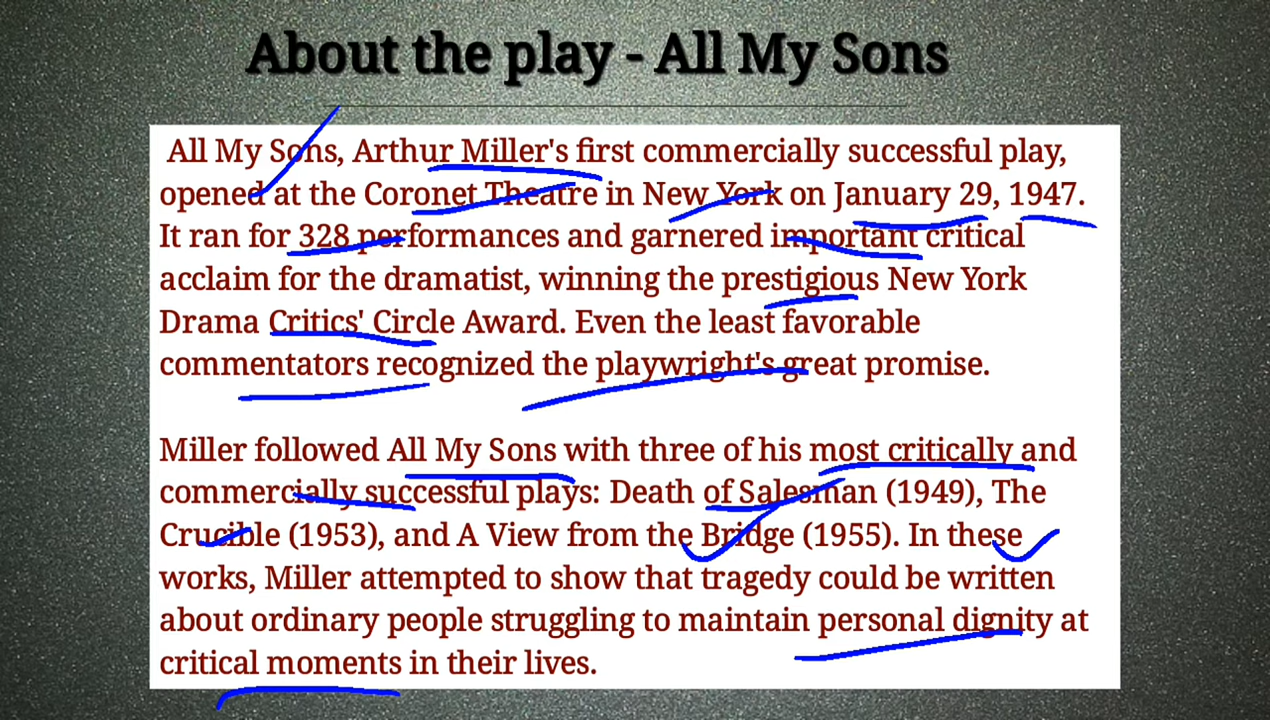 About the play - All My Sons
All My Sons, Arthur Miller's first commercially successful play,
opened at the Coronet Theatre in New York on January 29, 1947.
It ran for 328 performances and garnered important critical
acclaim for the dramatist, winning the prestigious New York
Drama Critics' Circle Award. Even the least favorable
commentators recognized the playwright's great promise.
Miller followed All My Sons with three of his most critically and
commercially successful plays: Death of Salesman (1949), The
Crucible (1953), and A View from the Bridge (1955). In these
works, Miller attempted to show that tragedy could be written
about ordinary people struggling to maintain personal dignity at
critical moments in their lives.